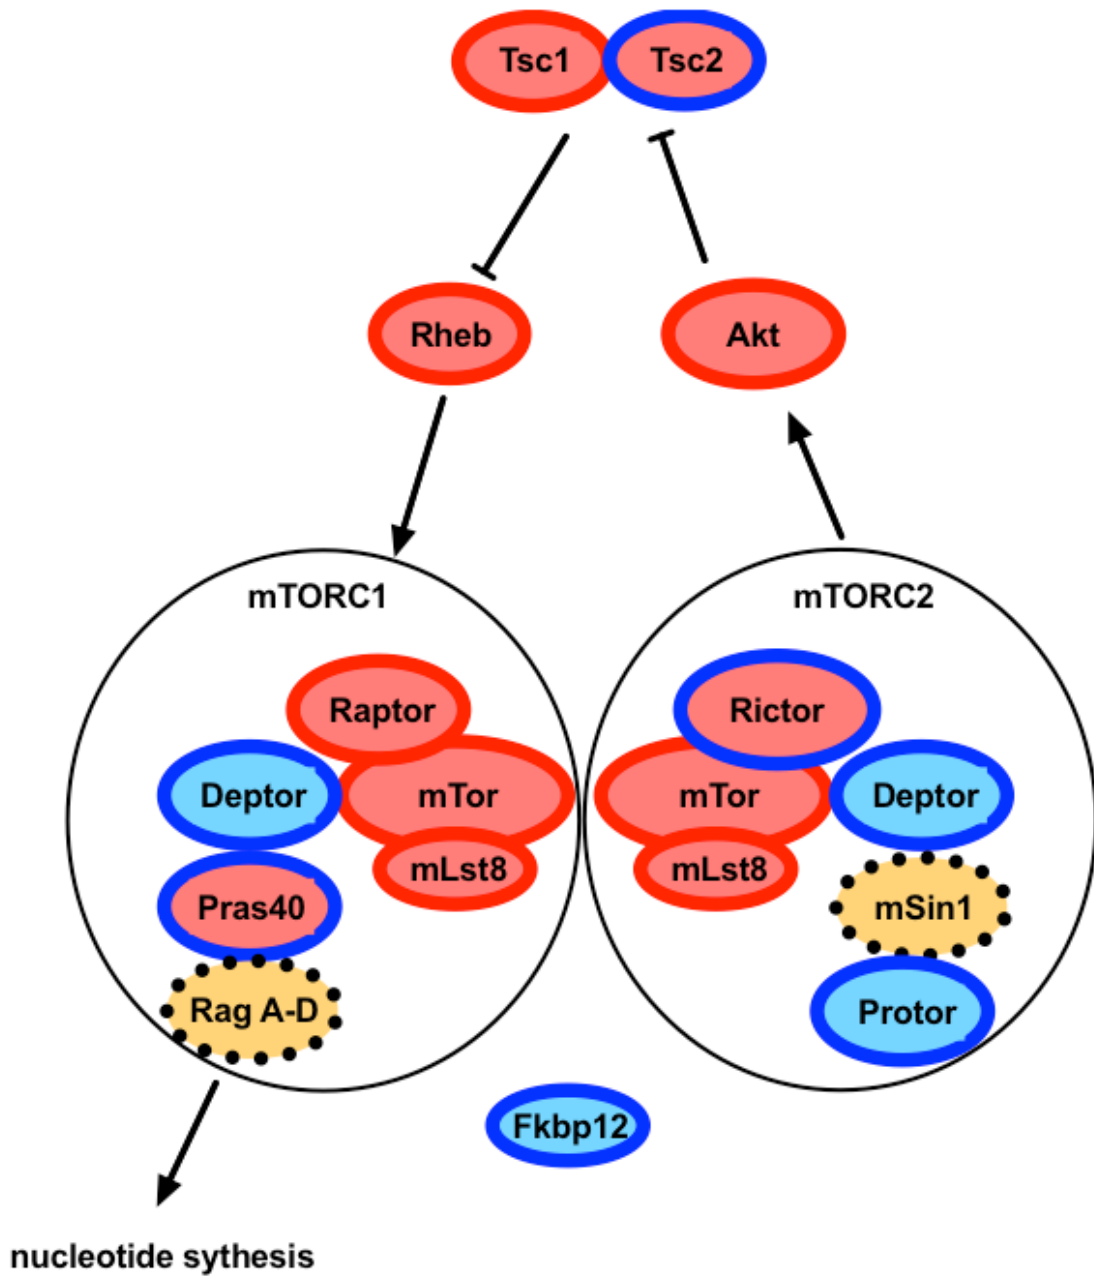 Tsc1 Tsc2
Rheb Akt
mTORC1 mTORC2
Raptor Rictor
Deptor mTor mTor Deptor
mLst8 mLst8
Pras40 mSin1
Rag A-D Protor
Fkbp12
nucleotide sythesis